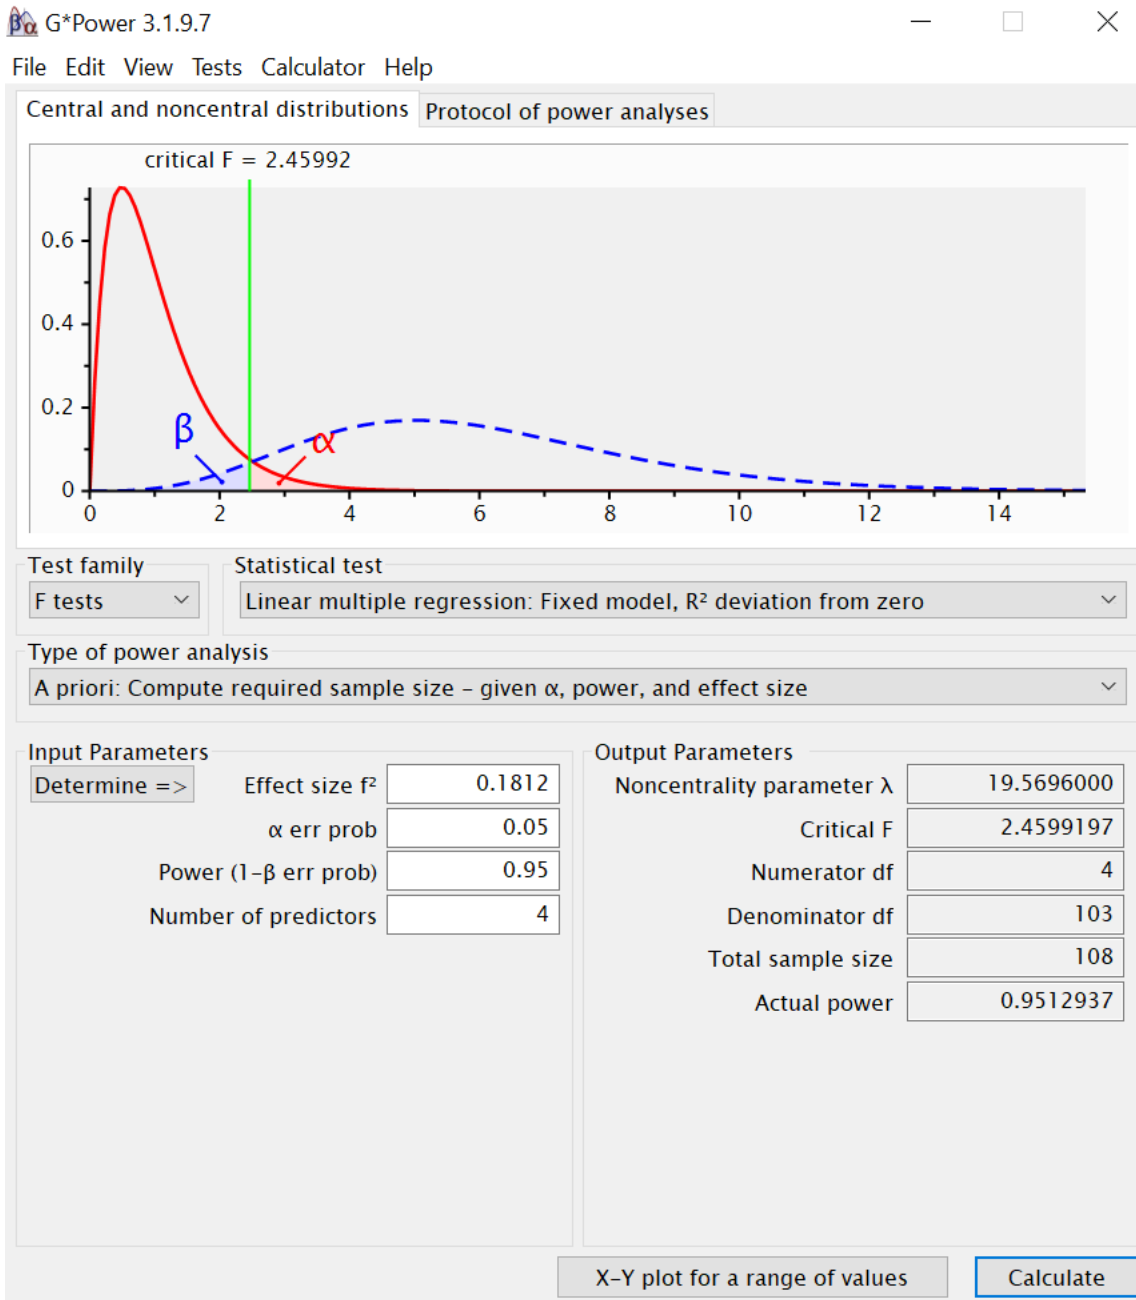 G*Power 3.1.9.7
File Edit View Tests Calculator Help
Central and noncentral distributions Protocol of power analyses
critical F = 2.45992
0.6
0.4
0.2
β α
0
0 2 4 6 8 10 12 14
Test family Statistical test
F tests Linear multiple regression: Fixed model, R² deviation from zero
Type of power analysis
A priori: Compute required sample size – given α, power, and effect size
Input Parameters
Determine => Effect size f² 0.1812
α err prob 0.05
Power (1–β err prob) 0.95
Number of predictors 4
Output Parameters
Noncentrality parameter λ 19.5696000
Critical F 2.4599197
Numerator df 4
Denominator df 103
Total sample size 108
Actual power 0.9512937
X–Y plot for a range of values Calculate